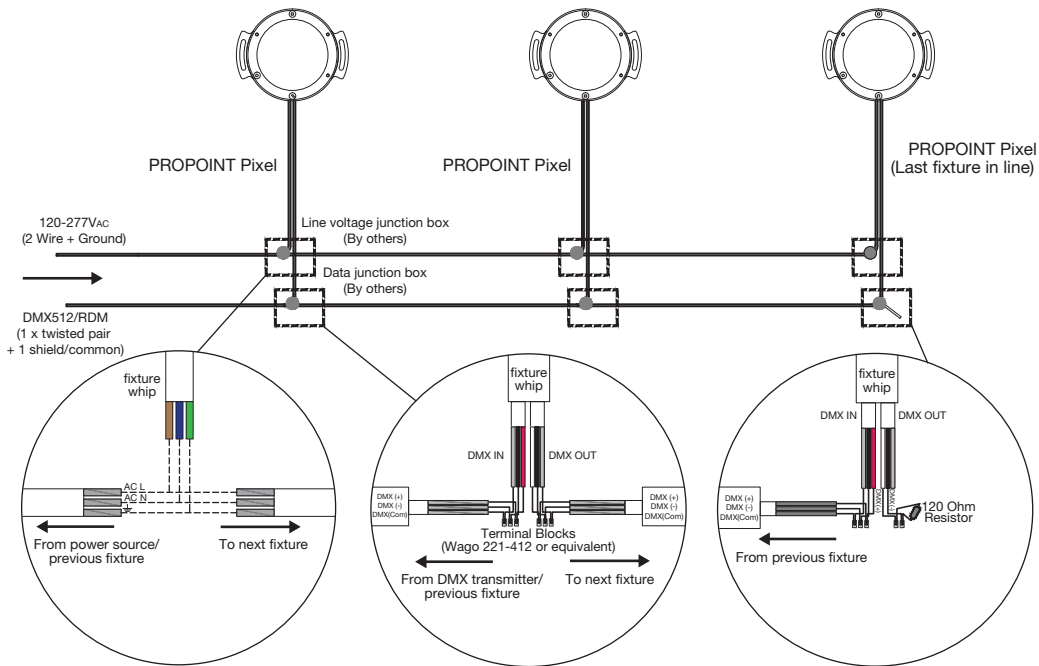 PROPOINT Pixel
PROPOINT Pixel
PROPOINT Pixel
(Last fixture in line)
120-277VAC
(2 Wire + Ground)
Line voltage junction box
(By others)
Data junction box
(By others)
DMX512/RDM
(1 x twisted pair
+ 1 shield/common)
fixture
whip
AC L
AC N
From power source/
previous fixture
To next fixture
fixture
whip
DMX IN
DMX OUT
DMX (+)
DMX (-)
DMX(Com)
DMX (+)
DMX (-)
DMX(Com)
Terminal Blocks
(Wago 221-412 or equivalent)
From DMX transmitter/
previous fixture
To next fixture
fixture
whip
DMX IN
DMX OUT
DMX (+)
DMX (-)
DMX(Com)
120 Ohm
Resistor
From previous fixture